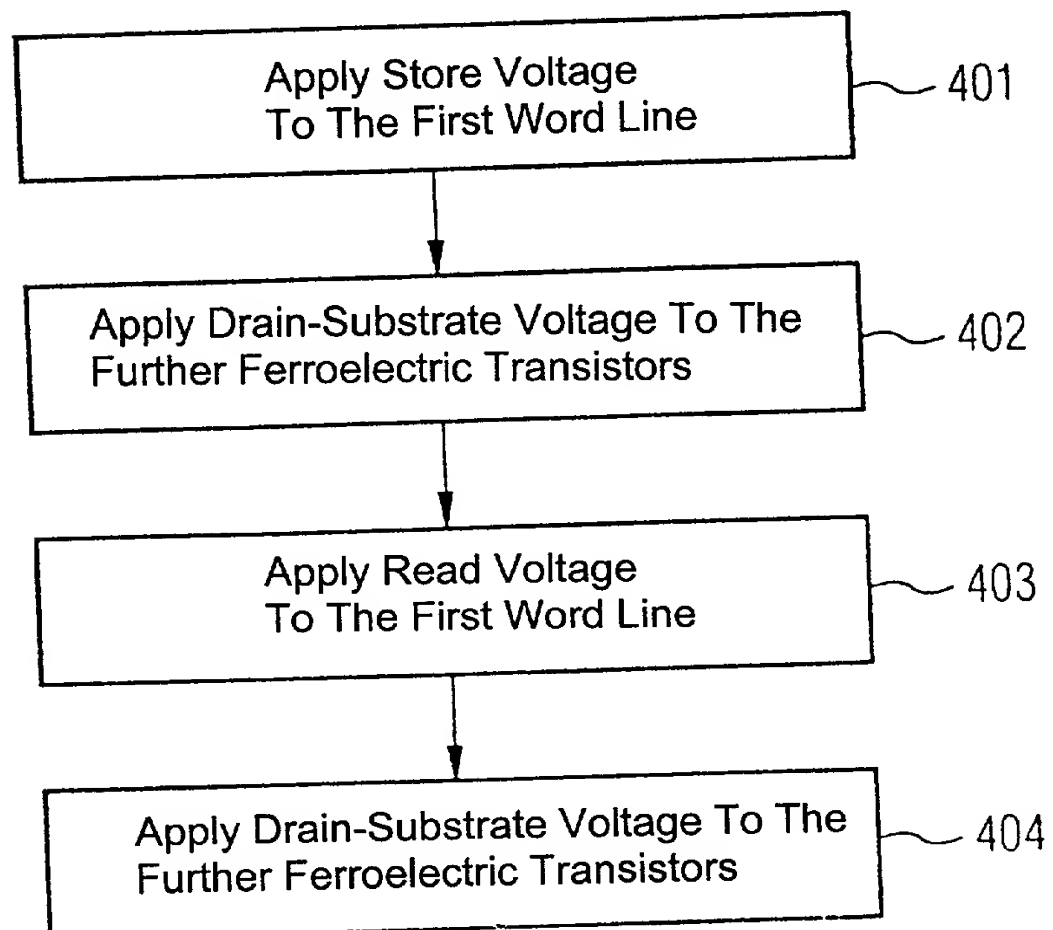 Apply Store Voltage
To The First Word Line
401
Apply Drain-Substrate Voltage To The
Further Ferroelectric Transistors
402
Apply Read Voltage
To The First Word Line
403
Apply Drain-Substrate Voltage To The
Further Ferroelectric Transistors
404